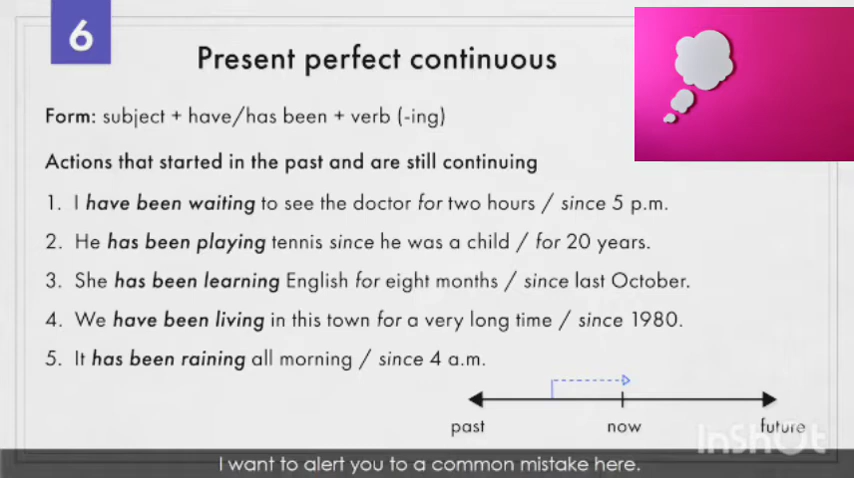 6
Present perfect continuous
Form: subject + have/has been + verb (-ing)
Actions that started in the past and are still continuing
1. I have been waiting to see the doctor for two hours / since 5 p.m.
2. He has been playing tennis since he was a child / for 20 years.
3. She has been learning English for eight months / since last October.
4. We have been living in this town for a very long time / since 1980.
5. It has been raining all morning / since 4 a.m.
past now future
InShOt
I want to alert you to a common mistake here.